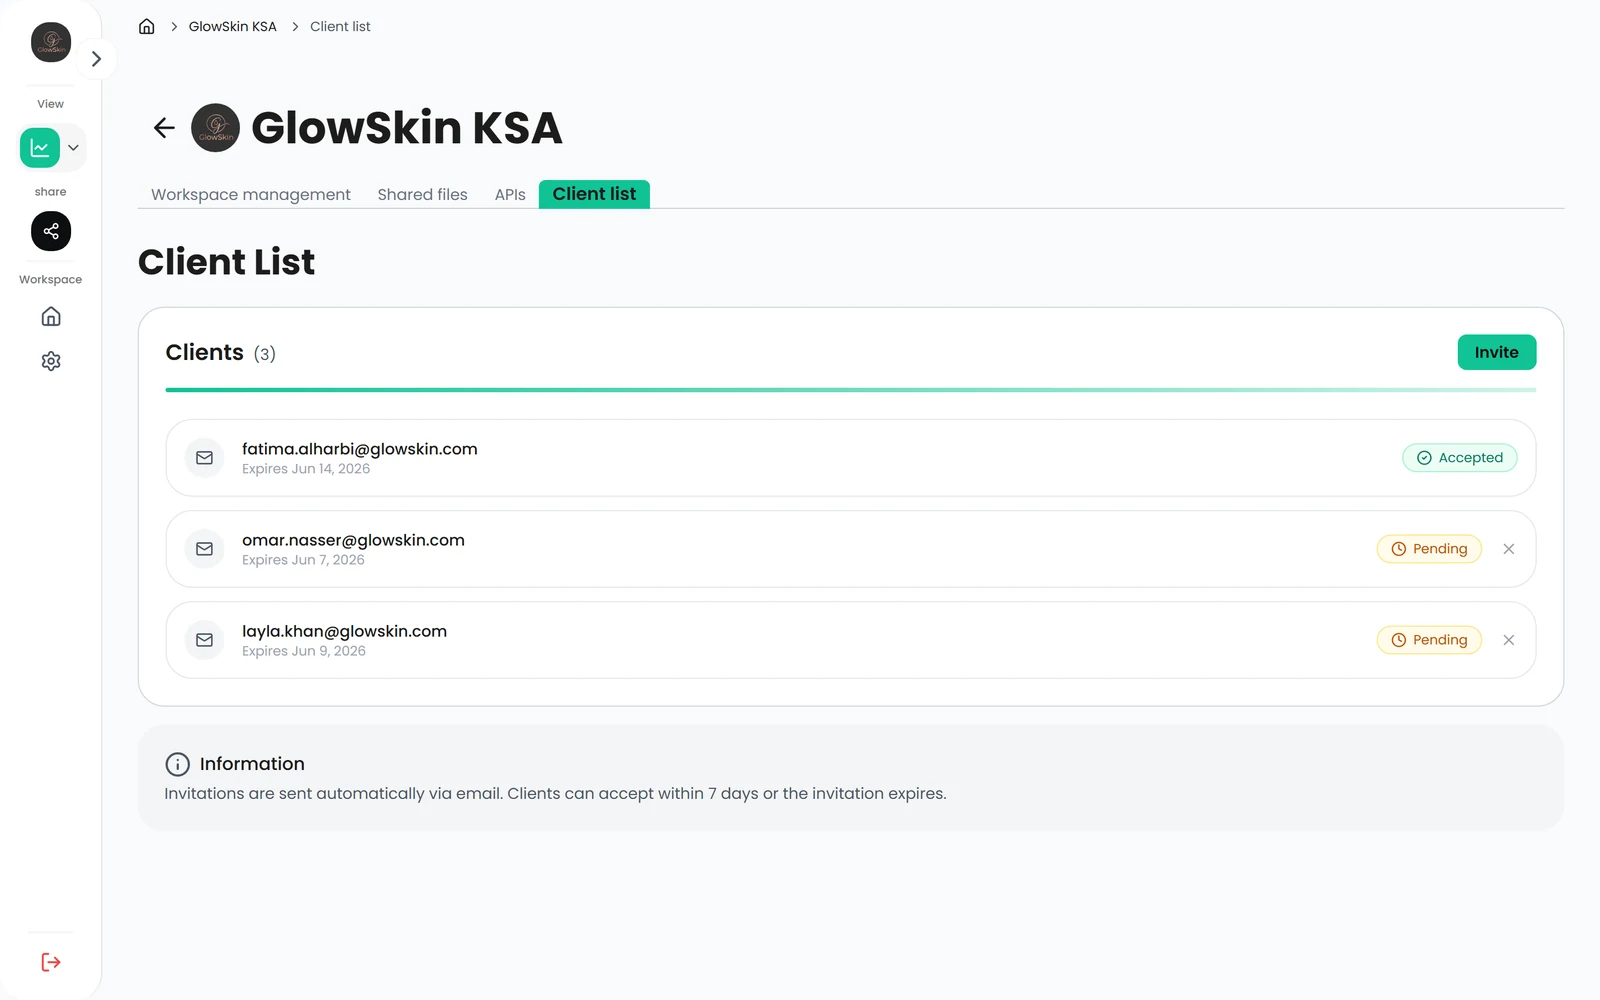 GlowSkin
GlowSkin KSA
Client list
View
share
Workspace
GlowSkin
GlowSkin KSA
Workspace management
Shared files
APIs
Client list
Client List
Clients (3)
Invite
fatima.alharbi@glowskin.com
Expires Jun 14, 2026
Accepted
omar.nasser@glowskin.com
Expires Jun 7, 2026
Pending
layla.khan@glowskin.com
Expires Jun 9, 2026
Pending
Information
Invitations are sent automatically via email. Clients can accept within 7 days or the invitation expires.